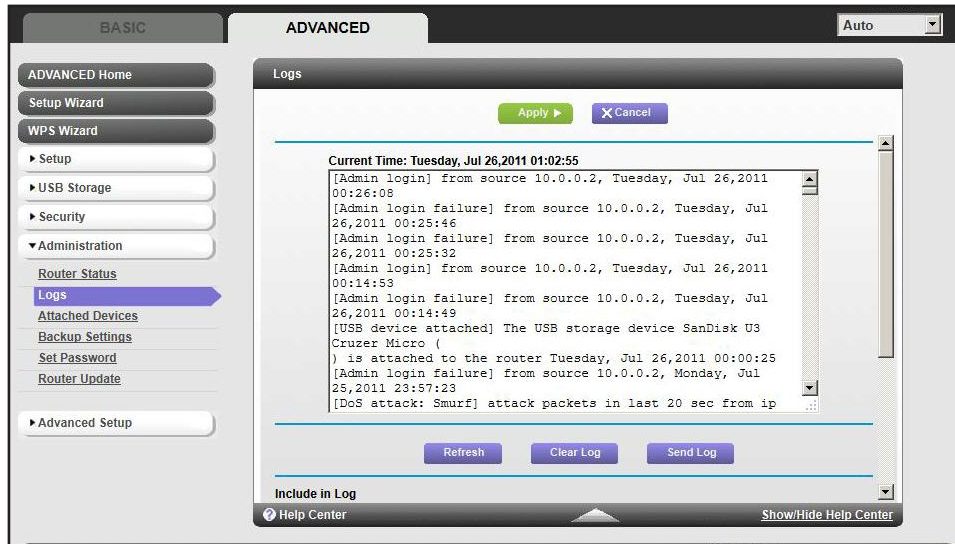 BASIC
ADVANCED
Auto
ADVANCED Home
Setup Wizard
WPS Wizard
Setup
USB Storage
Security
Administration
Router Status
Logs
Attached Devices
Backup Settings
Set Password
Router Update
Advanced Setup
Logs
Apply
Cancel
Current Time: Tuesday, Jul 26,2011 01:02:55
[Admin login] from source 10.0.0.2, Tuesday, Jul 26,2011
00:26:08
[Admin login failure] from source 10.0.0.2, Tuesday, Jul
26,2011 00:25:46
[Admin login failure] from source 10.0.0.2, Tuesday, Jul
26,2011 00:25:32
[Admin login] from source 10.0.0.2, Tuesday, Jul 26,2011
00:14:53
[Admin login failure] from source 10.0.0.2, Tuesday, Jul
26,2011 00:14:49
[USB device attached] The USB storage device SanDisk U3
Cruzer Micro (
) is attached to the router Tuesday, Jul 26,2011 00:00:25
[Admin login failure] from source 10.0.0.2, Monday, Jul
25,2011 23:57:23
[DoS attack: Smurf] attack packets in last 20 sec from ip
Refresh
Clear Log
Send Log
Include in Log
Help Center
Show/Hide Help Center